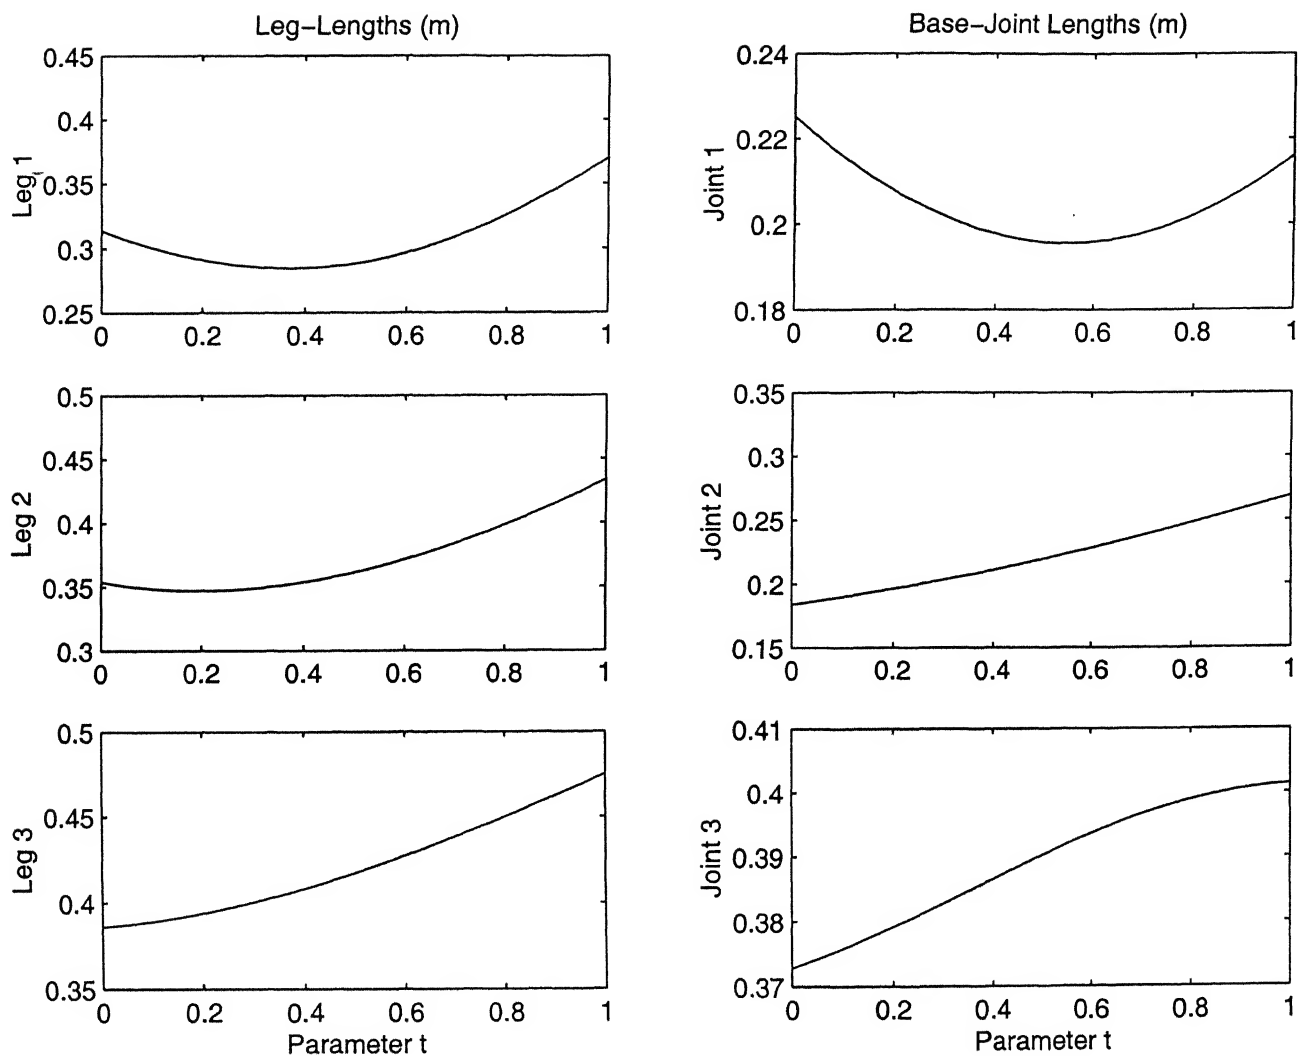 Leg-Lengths (m)
Base-Joint Lengths (m)
0.45
0.4
0.35
0.3
0.25
Leg 1
0 0.2 0.4 0.6 0.8 1
0.24
0.22
0.2
0.18
Joint 1
0 0.2 0.4 0.6 0.8 1
0.5
0.45
0.4
0.35
0.3
Leg 2
0 0.2 0.4 0.6 0.8 1
0.35
0.3
0.25
0.2
0.15
Joint 2
0 0.2 0.4 0.6 0.8 1
0.5
0.45
0.4
0.35
Leg 3
0 0.2 0.4 0.6 0.8 1
Parameter t
0.41
0.4
0.39
0.38
0.37
Joint 3
0 0.2 0.4 0.6 0.8 1
Parameter t